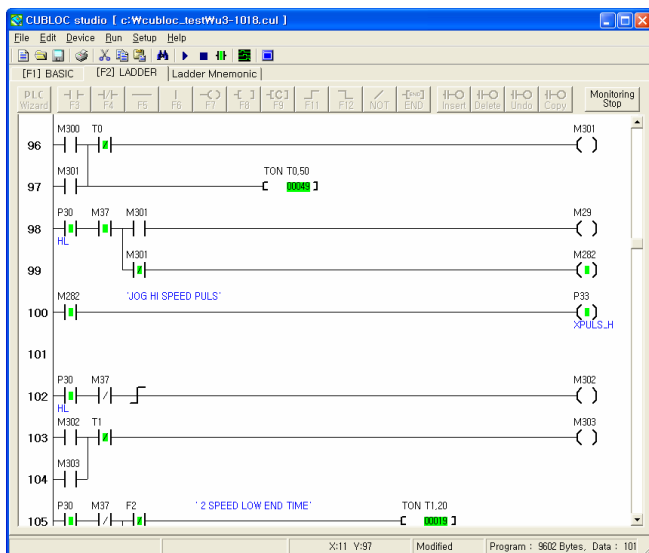 CUBLOC studio [ c:₩cubloc_test₩u3-1018.cul ]
File Edit Device Run Setup Help
[F1] BASIC [F2] LADDER Ladder Mnemonic
PLC Wizard F3 F4 F5 F6 F7 F8 F9 F11 F12 NOT END Insert Delete Undo Copy Monitoring Stop
M300 T0 M301
96
M301 TON T0,50
97 00049
P30 M37 M301 M29
98
HL
M301 M282
99
M282 'JOG HI SPEED PULS' P33
100
XPULS_H
101
P30 M37 M302
102
HL
M302 T1 M303
103
M303
104
P30 M37 F2 ' 2 SPEED LOW END TIME' TON T1,20
105 00019
X:11 Y:97 Modified Program : 9602 Bytes, Data : 101